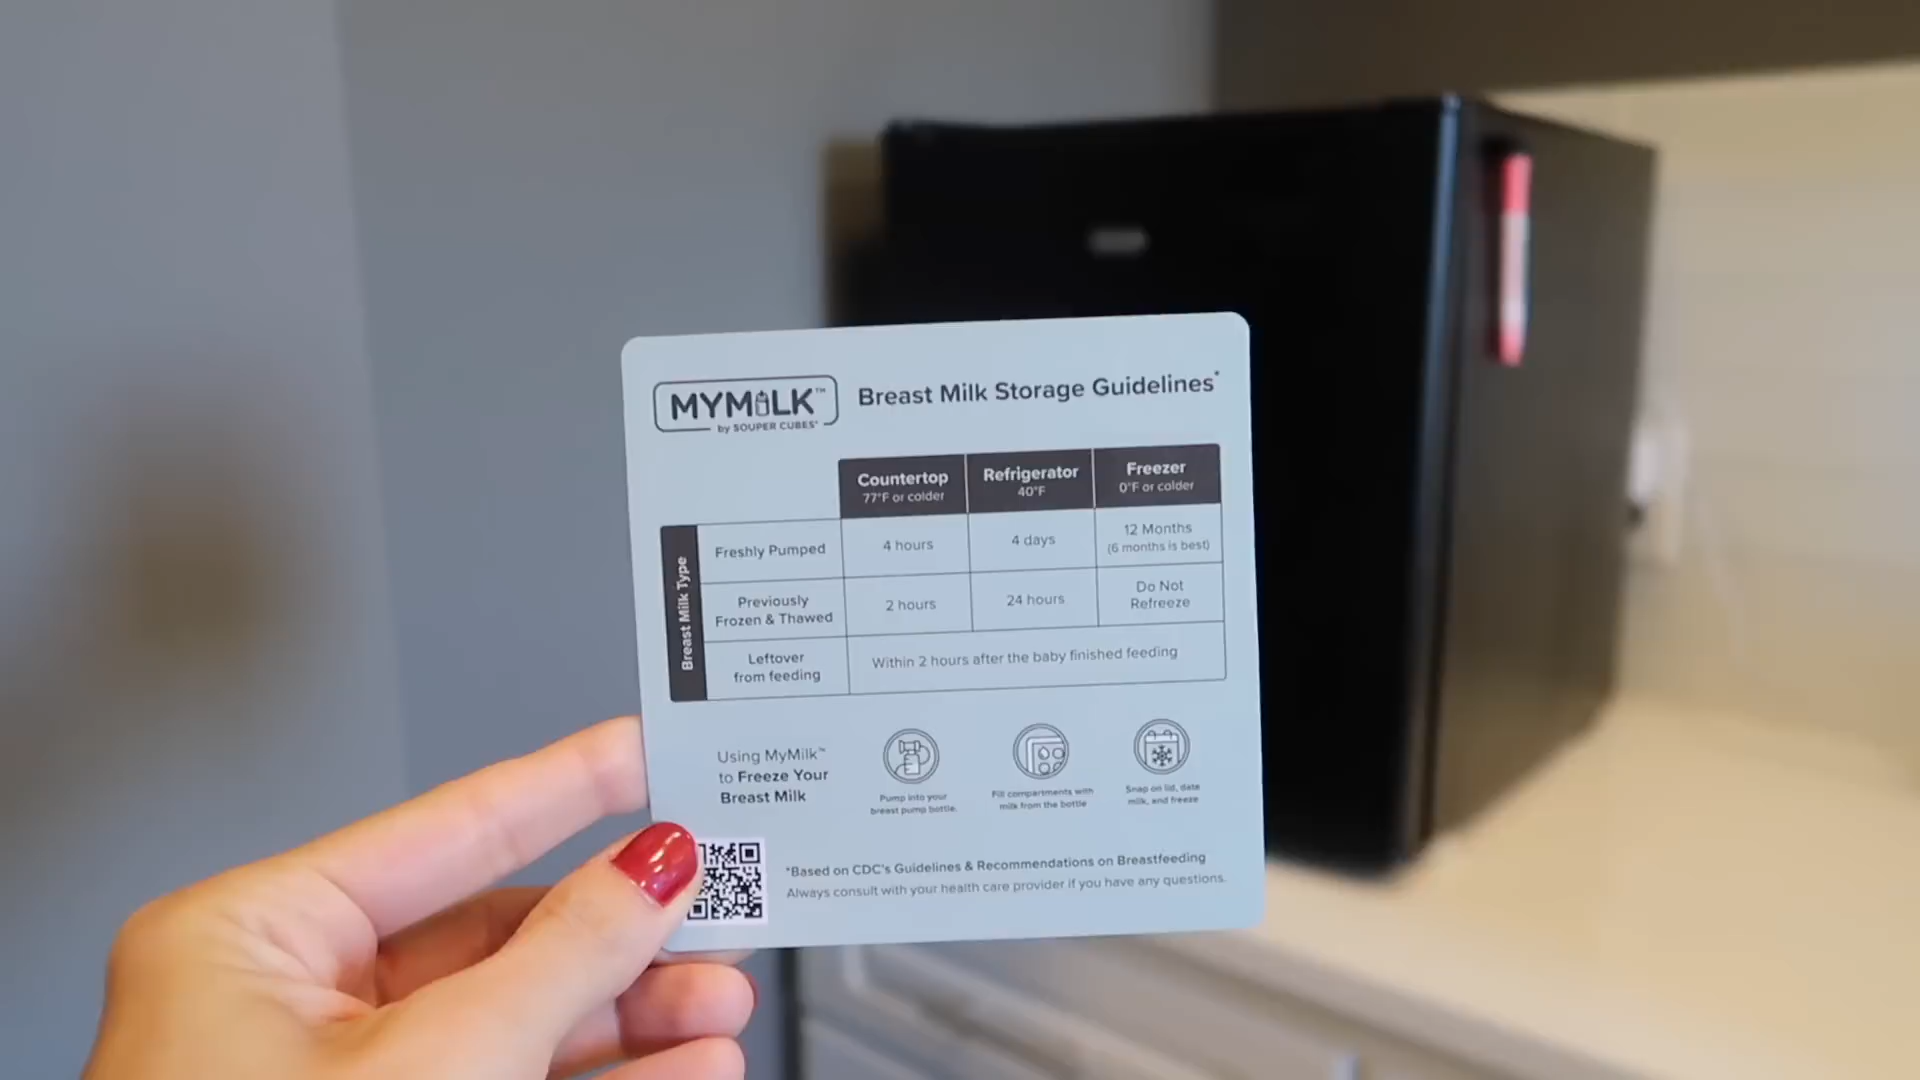 MYMiLK™
by SOUPER CUBES®
Breast Milk Storage Guidelines*
Countertop
77°F or colder
Refrigerator
40°F
Freezer
0°F or colder
Breast Milk Type
Freshly Pumped
4 hours
4 days
12 Months
(6 months is best)
Previously
Frozen & Thawed
2 hours
24 hours
Do Not
Refreeze
Leftover
from feeding
Within 2 hours after the baby finished feeding
Using MyMilk™
to Freeze Your
Breast Milk
Pump into your
breast pump bottle.
Fill compartments with
milk from the bottle
Snap on lid, date
milk, and freeze
*Based on CDC's Guidelines & Recommendations on Breastfeeding
Always consult with your health care provider if you have any questions.